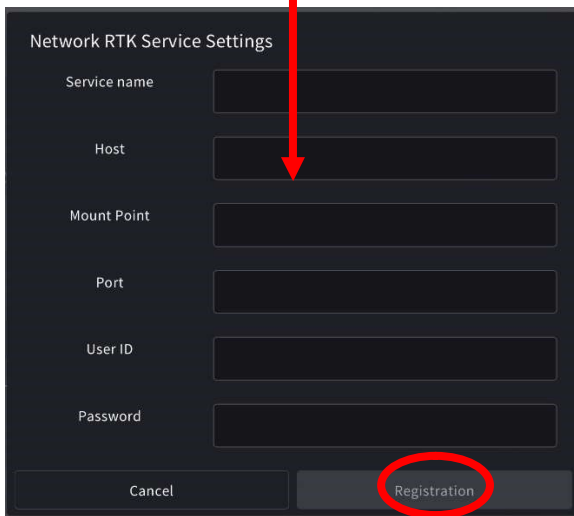 Network RTK Service Settings
Service name
Host
Mount Point
Port
User ID
Password
Cancel
Registration